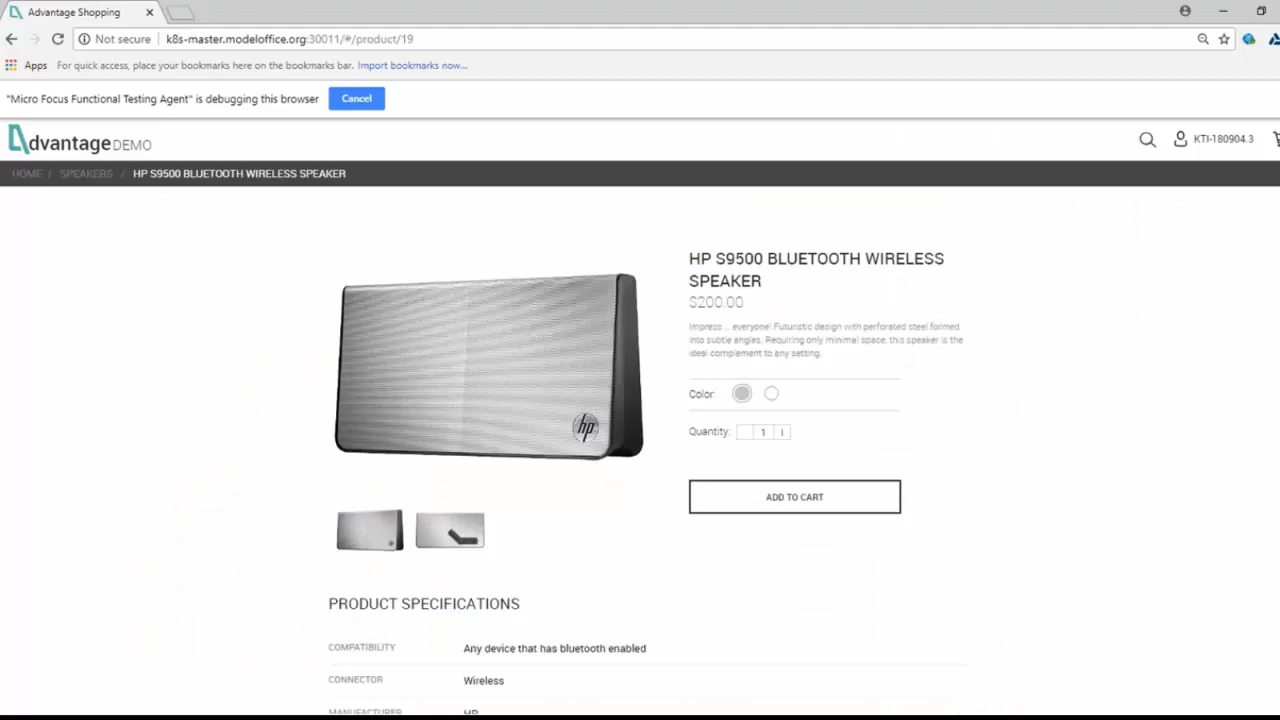 Advantage Shopping
Not secure k8s-master.modeloffice.org:30011/#/product/19
Apps For quick access, place your bookmarks here on the bookmarks bar. Import bookmarks now...
"Micro Focus Functional Testing Agent" is debugging this browser Cancel
dvantage DEMO
KTI-180904.3
HOME / SPEAKERS / HP S9500 BLUETOOTH WIRELESS SPEAKER
HP S9500 BLUETOOTH WIRELESS
SPEAKER
$200.00
Impress ... everyone! Futuristic design with perforated steel formed
into subtle angles. Requiring only minimal space, this speaker is the
ideal complement to any setting.
Color:
Quantity: 1
hp
ADD TO CART
PRODUCT SPECIFICATIONS
COMPATIBILITY Any device that has bluetooth enabled
CONNECTOR Wireless
MANUFACTURER HP